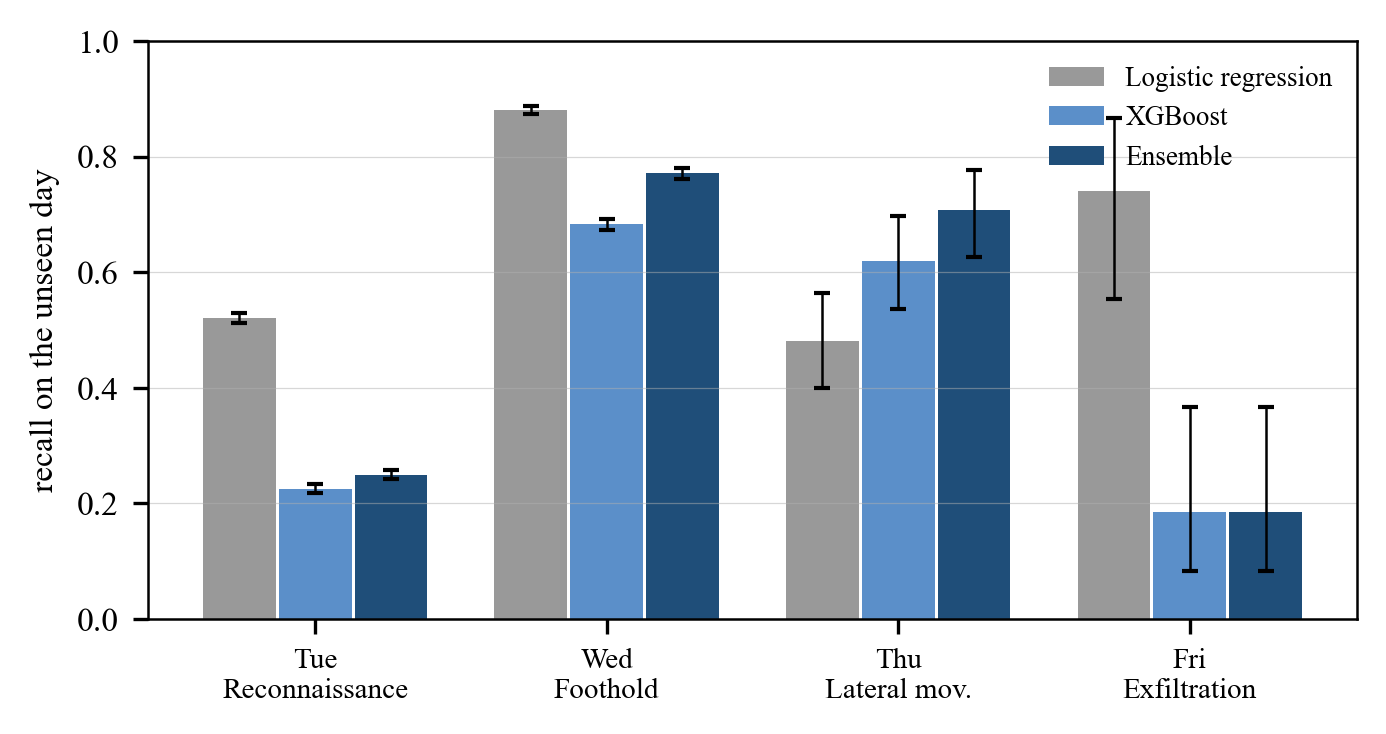 1.0
0.8
0.6
0.4
0.2
0.0
recall on the unseen day
Logistic regression
XGBoost
Ensemble
Tue
Reconnaissance
Wed
Foothold
Thu
Lateral mov.
Fri
Exfiltration